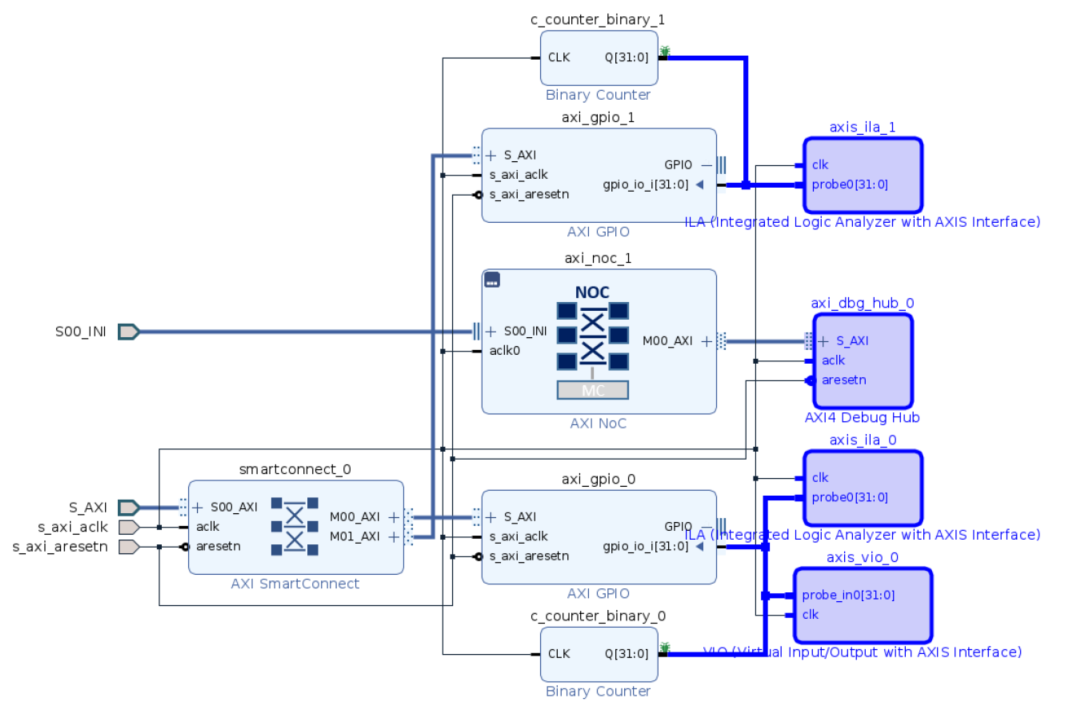 c_counter_binary_1
CLK Q[31:0]
Binary Counter
axi_gpio_1
S_AXI
s_axi_aclk
s_axi_aresetn
GPIO
gpio_io_i[31:0]
AXI GPIO
axis_ila_1
clk
probe0[31:0]
ILA (Integrated Logic Analyzer with AXIS Interface)
axi_noc_1
NOC
S00_INI
S00_INI
aclk0
M00_AXI
MC
AXI NoC
axi_dbg_hub_0
S_AXI
aclk
aresetn
AXI4 Debug Hub
smartconnect_0
S_AXI
s_axi_aclk
s_axi_aresetn
S00_AXI
aclk
aresetn
M00_AXI
M01_AXI
AXI SmartConnect
axi_gpio_0
S_AXI
s_axi_aclk
s_axi_aresetn
GPIO
gpio_io_i[31:0]
AXI GPIO
axis_ila_0
clk
probe0[31:0]
ILA (Integrated Logic Analyzer with AXIS Interface)
axis_vio_0
probe_in0[31:0]
clk
VIO (Virtual Input/Output with AXIS Interface)
c_counter_binary_0
CLK Q[31:0]
Binary Counter